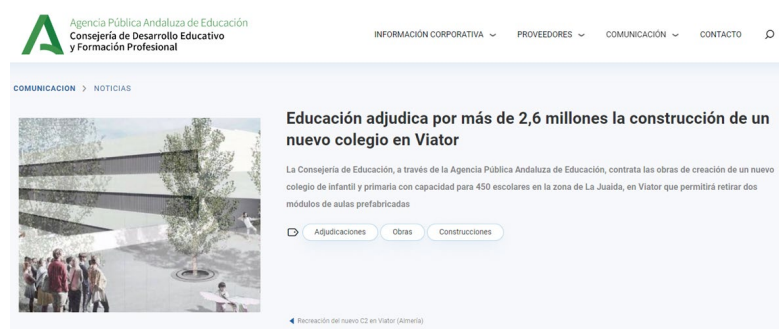 Agencia Pública Andaluza de Educación
Consejería de Desarrollo Educativo
y Formación Profesional
INFORMACIÓN CORPORATIVA
PROVEEDORES
COMUNICACIÓN
CONTACTO
COMUNICACION > NOTICIAS
Educación adjudica por más de 2,6 millones la construcción de un
nuevo colegio en Viator
La Consejería de Educación, a través de la Agencia Pública Andaluza de Educación, contrata las obras de creación de un nuevo
colegio de infantil y primaria con capacidad para 450 escolares en la zona de La Juaida, en Viator que permitirá retirar dos
módulos de aulas prefabricadas
Adjudicaciones
Obras
Construcciones
Recreación del nuevo C2 en Viator (Almería)